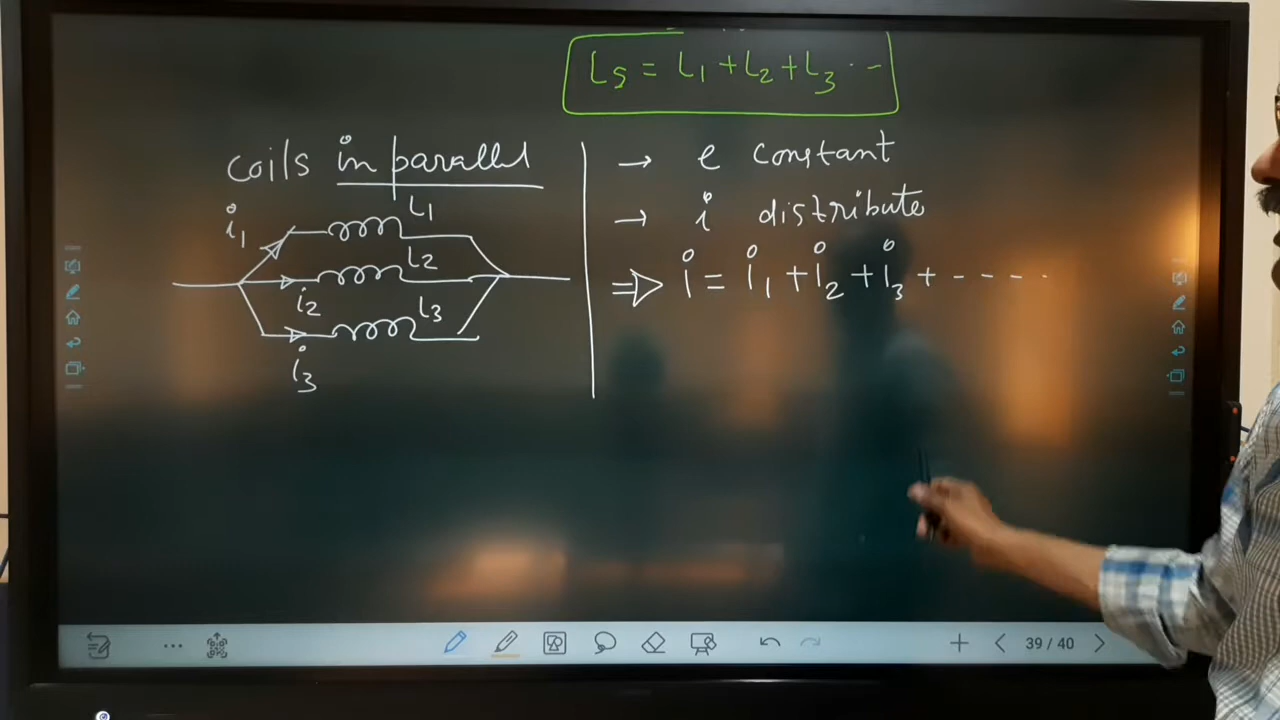 Ls = L1 + L2 + L3 . . - -
coils in parallel
→ e constant
→ i distribute
⇒ i = i1 + i2 + i3 + - - - - .
i1
L1
L2
i2
L3
i3
39 / 40